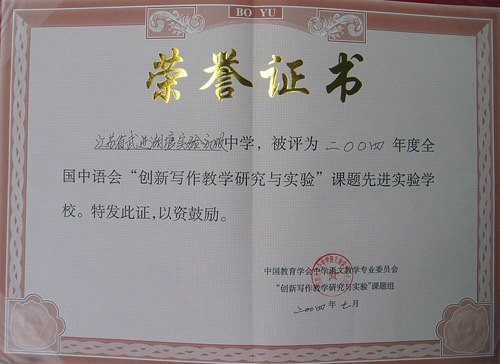 BO YU
荣誉证书
江苏省武进湖塘实验初级中学，被评为二〇〇四年度全
国中语会“创新写作教学研究与实验”课题先进实验学
校。特发此证，以资鼓励。
中国教育学会中学语文教学专业委员会
“创新写作教学研究与实验”课题组
二〇〇四年七月